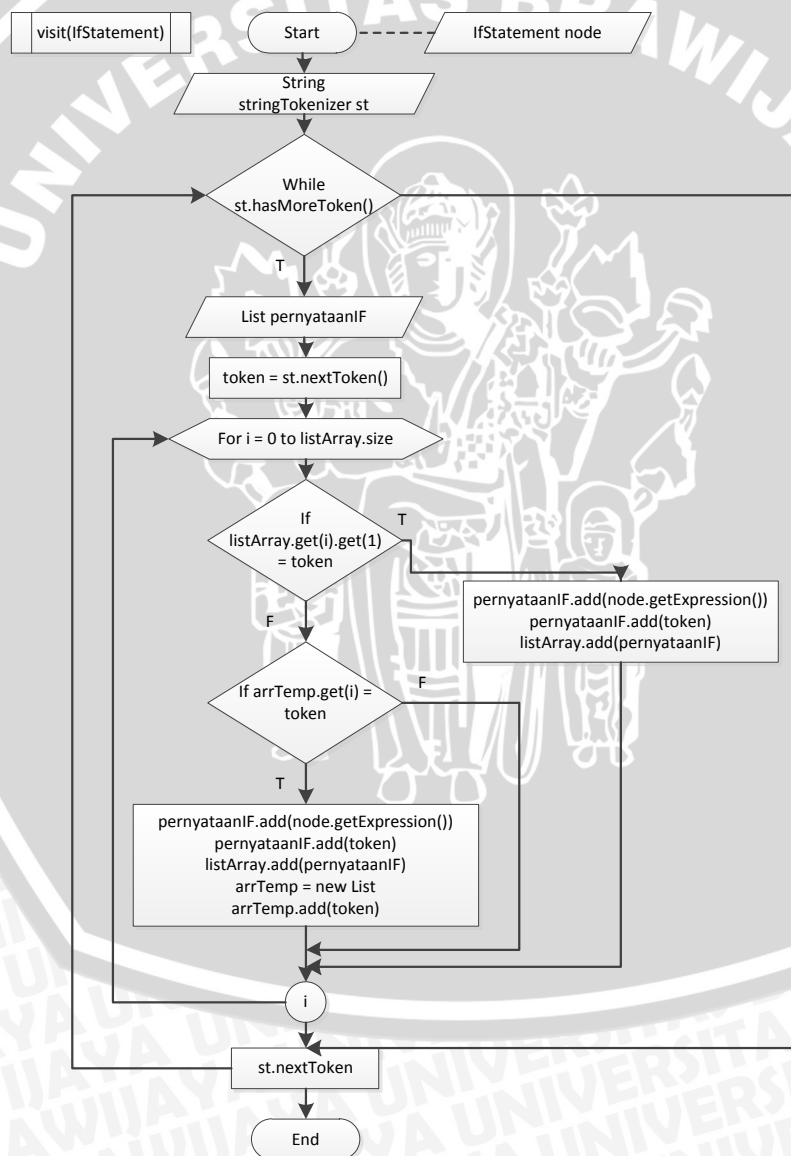 UNIVERSITAS BRAWIJAYA
visit(IfStatement)
Start
IfStatement node
String
stringTokenizer st
While
st.hasMoreToken()
T
List pernyataanIF
token = st.nextToken()
For i = 0 to listArray.size
If
listArray.get(i).get(1)
= token
T
pernyataanIF.add(node.getExpression())
pernyataanIF.add(token)
listArray.add(pernyataanIF)
F
If arrTemp.get(i) =
token
F
T
pernyataanIF.add(node.getExpression())
pernyataanIF.add(token)
listArray.add(pernyataanIF)
arrTemp = new List
arrTemp.add(token)
i
st.nextToken
End